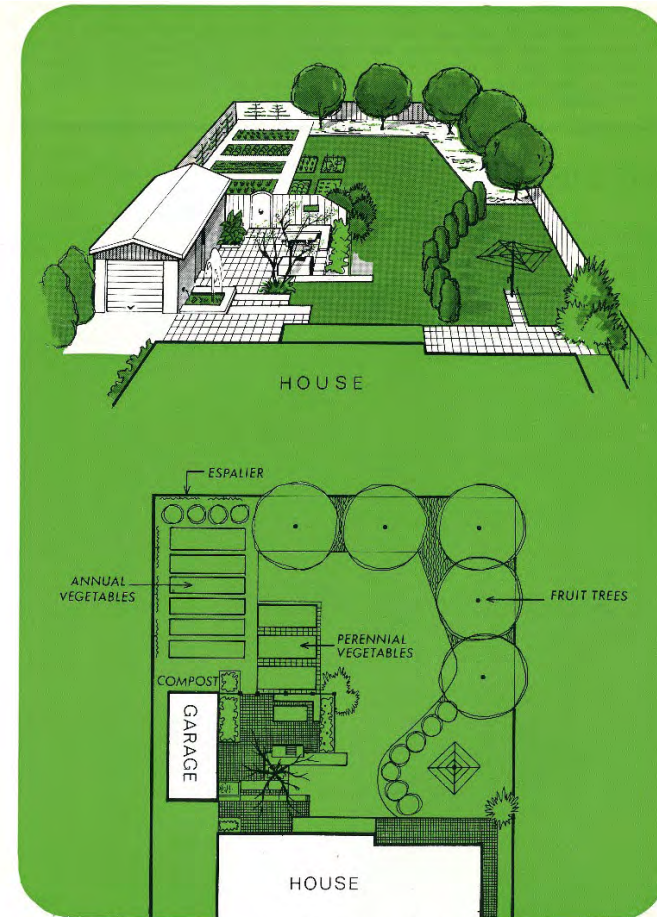 HOUSE
ESPALIER
ANNUAL
VEGETABLES
FRUIT TREES
PERENNIAL
VEGETABLES
COMPOST
GARAGE
HOUSE